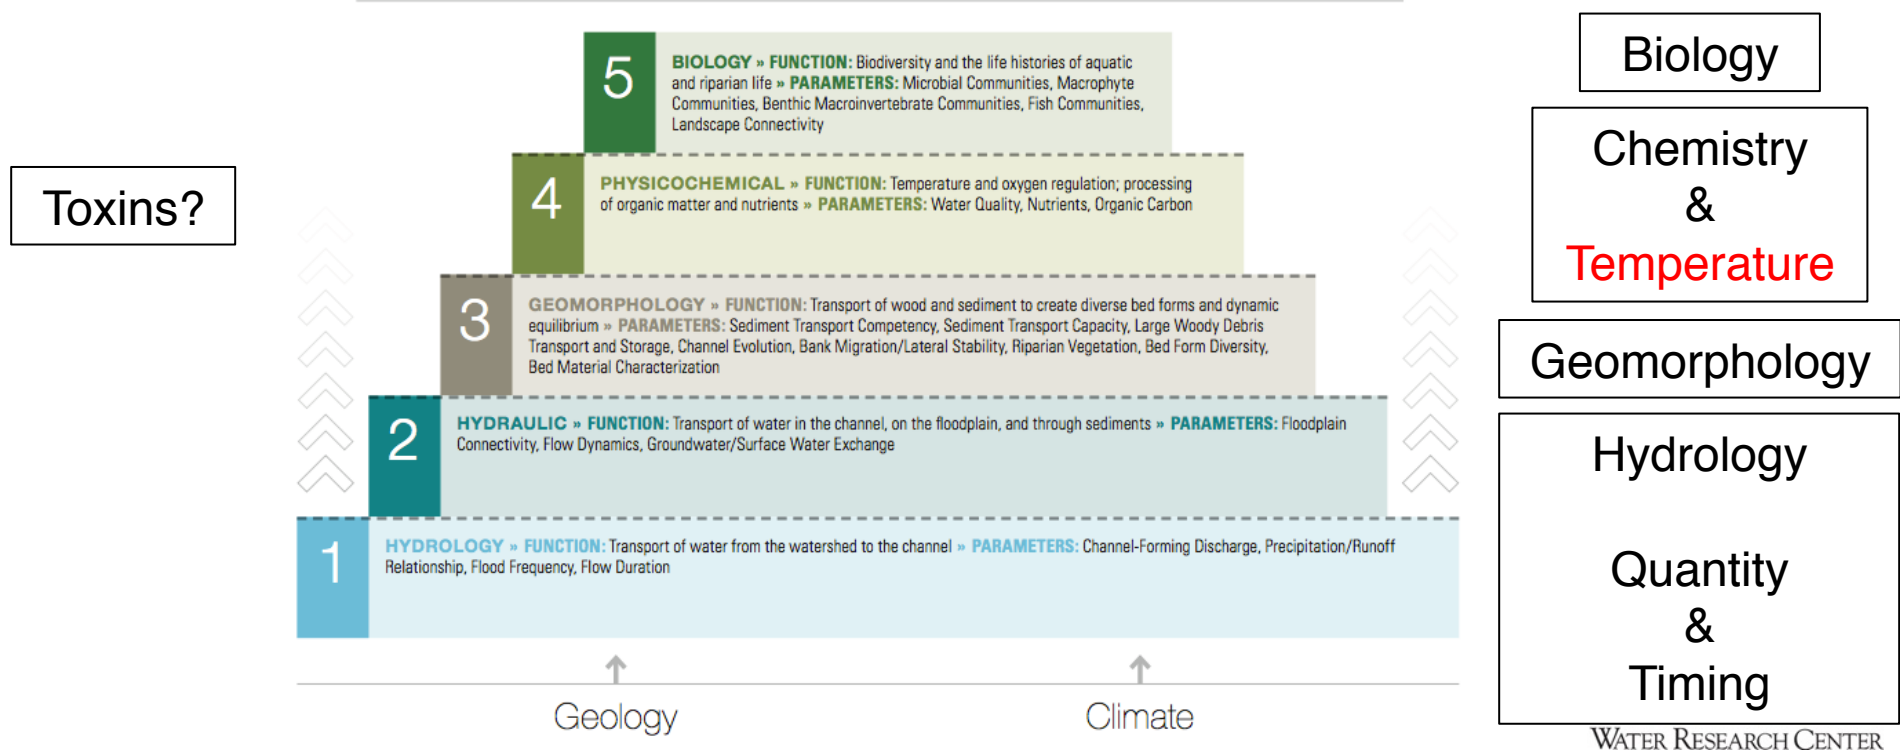 Toxins?
5
BIOLOGY » FUNCTION: Biodiversity and the life histories of aquatic
and riparian life » PARAMETERS: Microbial Communities, Macrophyte
Communities, Benthic Macroinvertebrate Communities, Fish Communities,
Landscape Connectivity
4
PHYSICOCHEMICAL » FUNCTION: Temperature and oxygen regulation; processing
of organic matter and nutrients » PARAMETERS: Water Quality, Nutrients, Organic Carbon
3
GEOMORPHOLOGY » FUNCTION: Transport of wood and sediment to create diverse bed forms and dynamic
equilibrium » PARAMETERS: Sediment Transport Competency, Sediment Transport Capacity, Large Woody Debris
Transport and Storage, Channel Evolution, Bank Migration/Lateral Stability, Riparian Vegetation, Bed Form Diversity,
Bed Material Characterization
2
HYDRAULIC » FUNCTION: Transport of water in the channel, on the floodplain, and through sediments » PARAMETERS: Floodplain
Connectivity, Flow Dynamics, Groundwater/Surface Water Exchange
1
HYDROLOGY » FUNCTION: Transport of water from the watershed to the channel » PARAMETERS: Channel-Forming Discharge, Precipitation/Runoff
Relationship, Flood Frequency, Flow Duration
Geology
Climate
Biology
Chemistry
&
Temperature
Geomorphology
Hydrology
Quantity
&
Timing
WATER RESEARCH CENTER